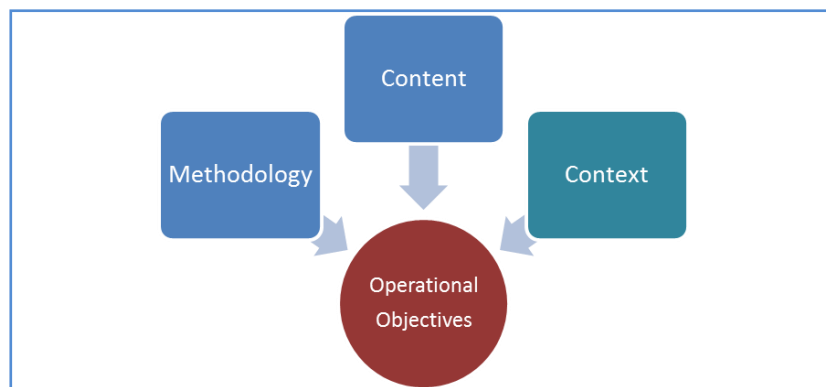 Content
Methodology
Context
Operational
Objectives